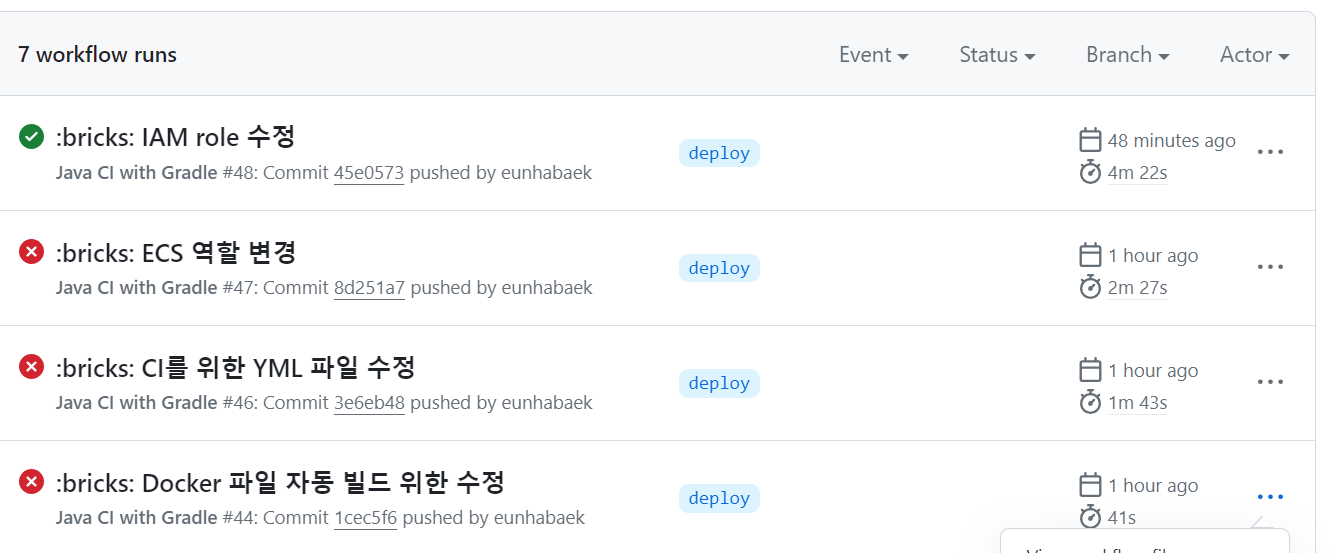 7 workflow runs Event Status Branch Actor
:bricks: IAM role 수정
deploy
48 minutes ago
Java CI with Gradle #48: Commit 45e0573 pushed by eunhabaek
4m 22s
:bricks: ECS 역할 변경
deploy
1 hour ago
Java CI with Gradle #47: Commit 8d251a7 pushed by eunhabaek
2m 27s
:bricks: CI를 위한 YML 파일 수정
deploy
1 hour ago
Java CI with Gradle #46: Commit 3e6eb48 pushed by eunhabaek
1m 43s
:bricks: Docker 파일 자동 빌드 위한 수정
deploy
1 hour ago
Java CI with Gradle #44: Commit 1cec5f6 pushed by eunhabaek
41s